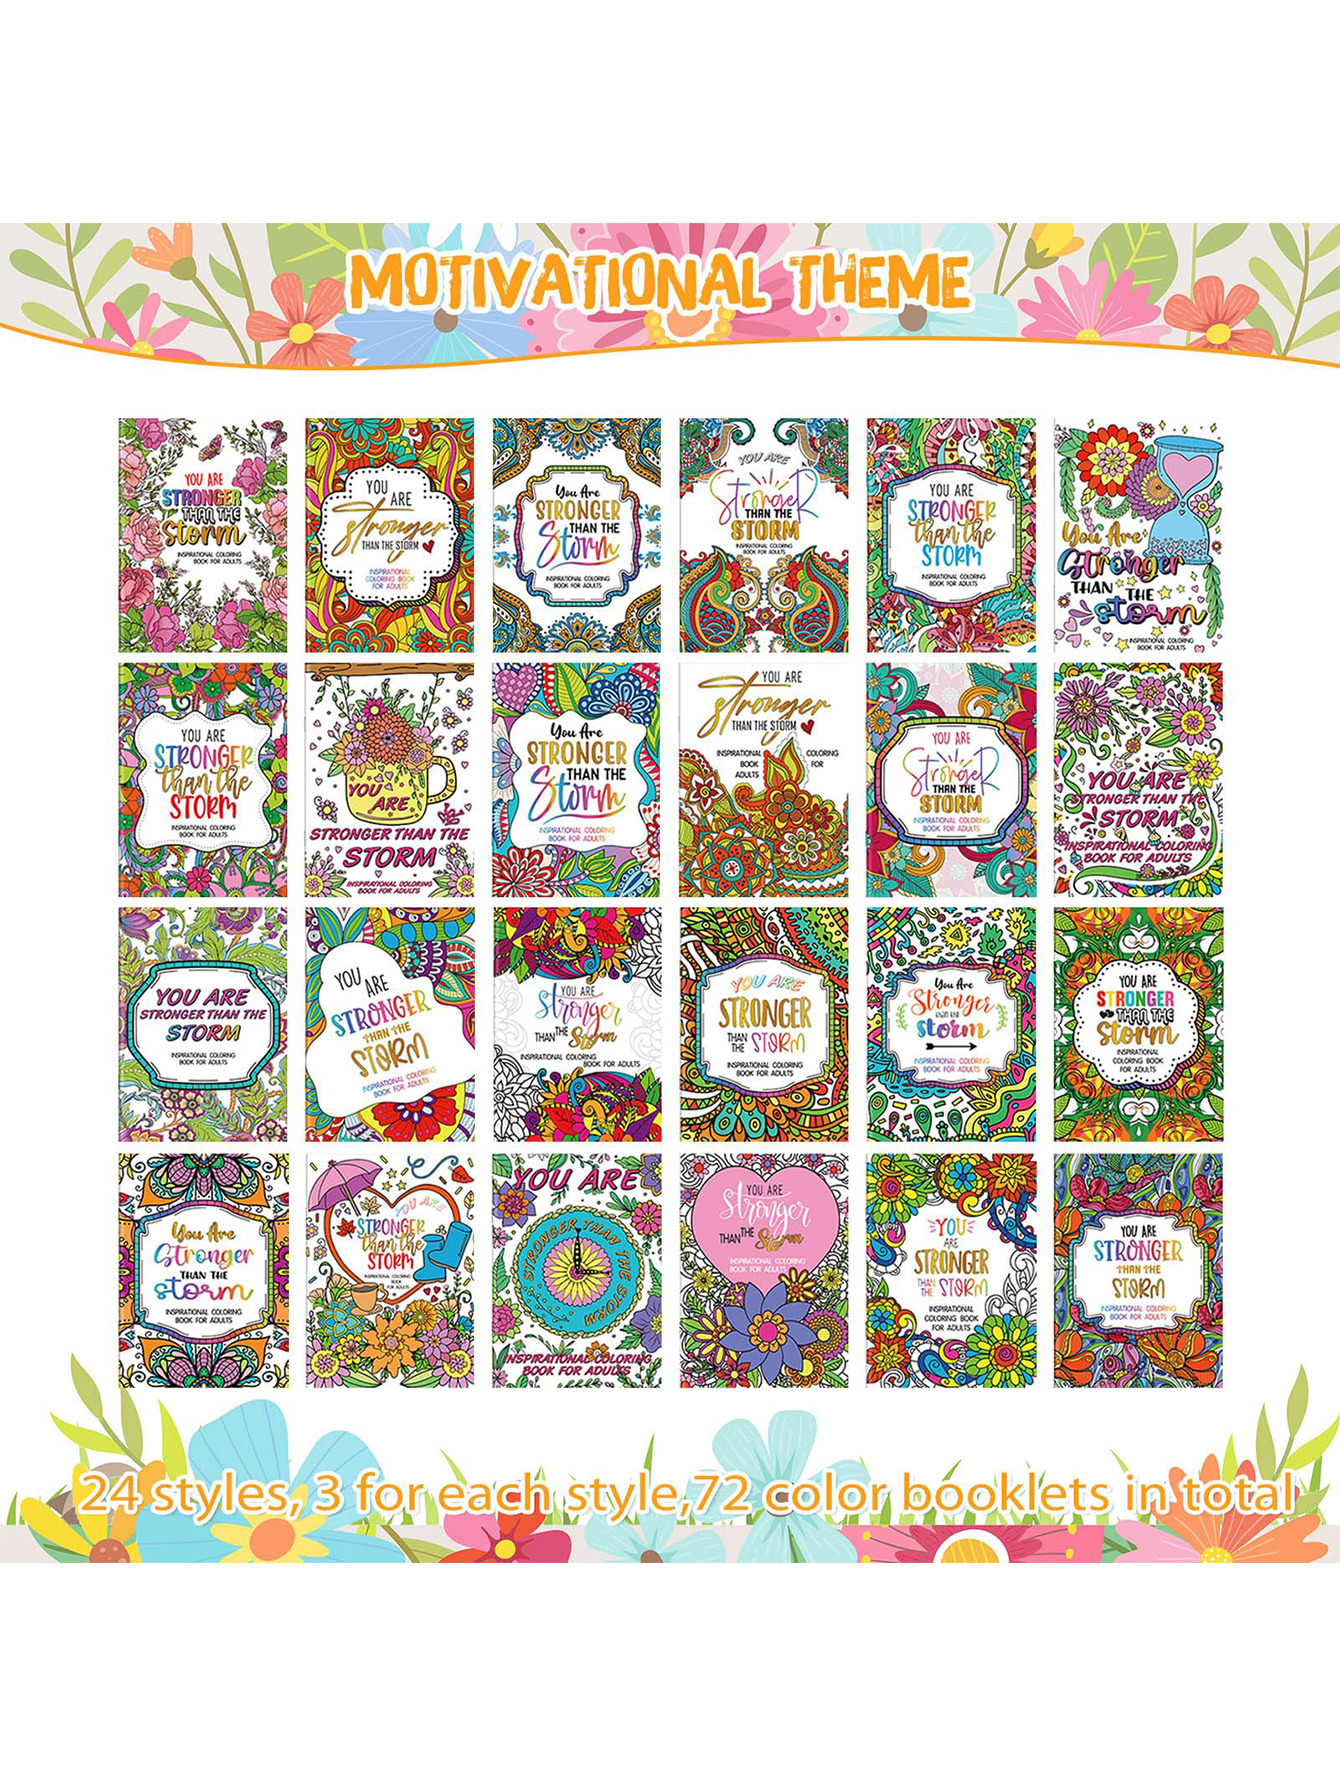 MOTIVATIONAL THEME
YOU ARE
STRONGER
THAN THE
Storm
INSPIRATIONAL COLORING
BOOK FOR ADULTS
YOU ARE
stronger
THAN THE STORM
INSPIRATIONAL
COLORING BOOK
FOR ADULTS
You Are
STRONGER
THAN THE
Storm
INSPIRATIONAL COLORING
BOOK FOR ADULTS
YOU ARE
StrongeR
THAN THE
STORM
INSPIRATIONAL COLORING
BOOK FOR ADULTS
YOU ARE
STRONGER
than the
STORM
INSPIRATIONAL COLORING
BOOK FOR ADULTS
You Are
Stronger
THAN THE
storm
INSPIRATIONAL COLORING
BOOK FOR ADULTS
YOU ARE
STRONGER
than the
STORM
INSPIRATIONAL COLORING
BOOK FOR ADULTS
YOU ARE
STRONGER THAN THE
STORM
INSPIRATIONAL COLORING
BOOK FOR ADULTS
You Are
STRONGER
THAN THE
Storm
INSPIRATIONAL COLORING
BOOK FOR ADULTS
YOU ARE
stronger
THAN THE STORM
INSPIRATIONAL COLORING
BOOK FOR
ADULTS
YOU ARE
StrongeR
THAN THE
STORM
INSPIRATIONAL COLORING
BOOK FOR ADULTS
YOU ARE
STRONGER THAN THE
STORM
INSPIRATIONAL COLORING
BOOK FOR ADULTS
YOU ARE
STRONGER THAN THE
STORM
INSPIRATIONAL COLORING
BOOK FOR ADULTS
YOU ARE
STRONGER
THAN THE
STORM
INSPIRATIONAL COLORING
BOOK FOR ADULTS
YOU ARE
stronger
THAN THE Storm
INSPIRATIONAL COLORING
BOOK FOR ADULTS
YOU ARE
STRONGER
THAN
THE STORM
INSPIRATIONAL COLORING
BOOK FOR ADULTS
You Are
Stronger
THAN THE
storm
INSPIRATIONAL COLORING
BOOK FOR ADULTS
YOU ARE
STRONGER
THAN THE
Storm
INSPIRATIONAL
COLORING BOOK
FOR ADULTS
You Are
Stronger
THAN THE
storm
INSPIRATIONAL COLORING
BOOK FOR ADULTS
YOU ARE
STRONGER
than the
STORM
INSPIRATIONAL COLORING
BOOK
FOR ADULTS
YOU ARE
STRONGER THAN THE STORM
INSPIRATIONAL COLORING
BOOK FOR ADULTS
YOU ARE
stronger
THAN THE Storm
INSPIRATIONAL COLORING
BOOK FOR ADULTS
YOU
ARE
STRONGER
THAN
THE STORM
INSPIRATIONAL
COLORING BOOK
FOR ADULTS
YOU ARE
STRONGER
THAN THE
STORM
INSPIRATIONAL COLORING
BOOK FOR ADULTS
24 styles, 3 for each style,72 color booklets in total